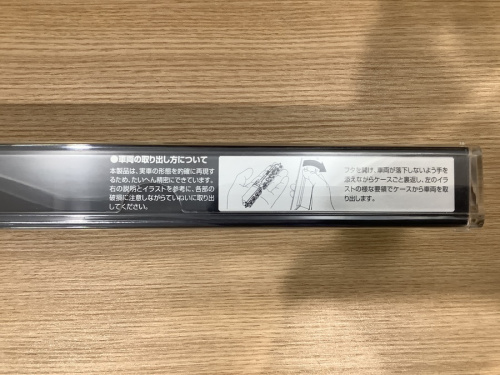 ●車両の取り出し方について
本製品は、実車の形態を的確に再現す
るため、たいへん精密にできています。
右の説明とイラストを参考に、各部の
破損に注意しながらていねいに取り出
してください。
フタを開け、車両が落下しないよう手を
添えながらケースごと裏返し、左のイラ
ストの様な要領でケースから車両を取
り出します。